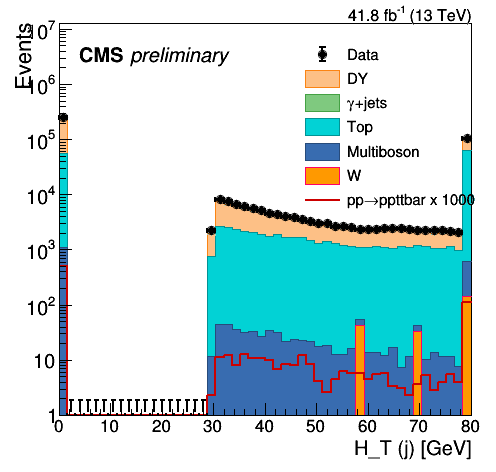 41.8 fb⁻¹ (13 TeV)
Events
CMS preliminary
Data
DY
γ+jets
Top
Multiboson
W
pp→ppttbar x 1000
10⁷
10⁶
10⁵
10⁴
10³
10²
10
1
0 10 20 30 40 50 60 70 80
H_T (j) [GeV]